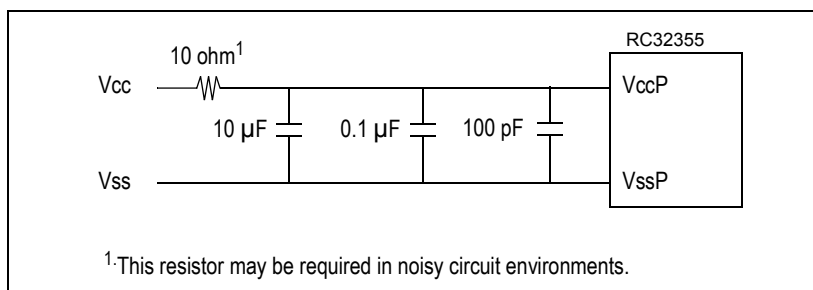 RC32355
10 ohm1
Vcc
VccP
10 µF
0.1 µF
100 pF
Vss
VssP
1.This resistor may be required in noisy circuit environments.